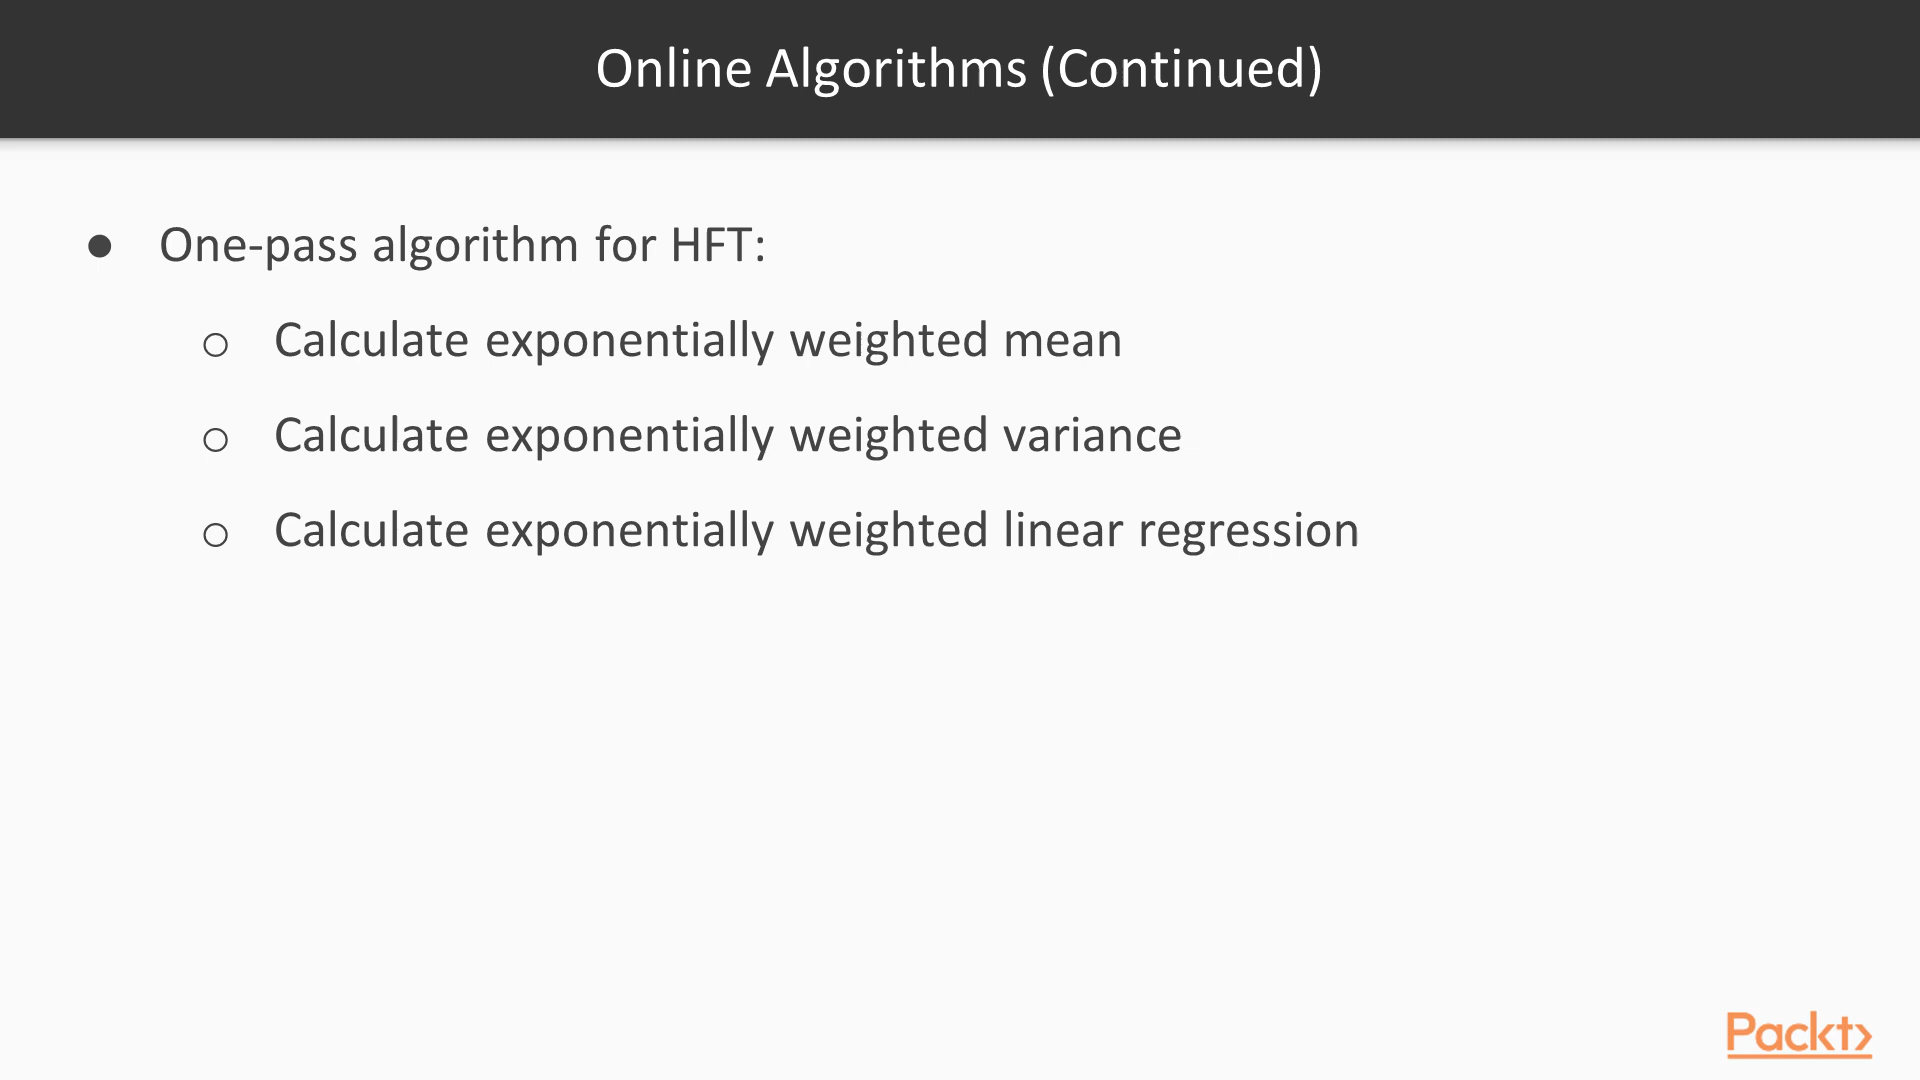 Online Algorithms (Continued)
● One-pass algorithm for HFT:
○ Calculate exponentially weighted mean
○ Calculate exponentially weighted variance
○ Calculate exponentially weighted linear regression
Packt>